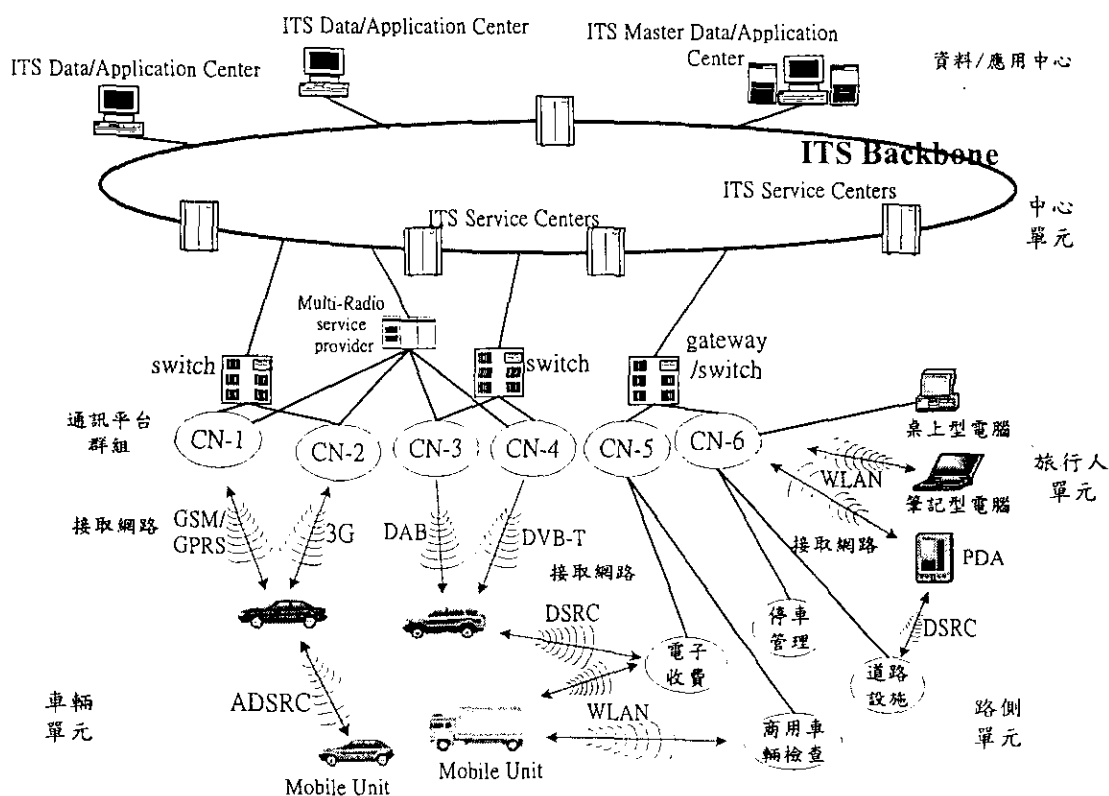 ITS Data/Application Center
ITS Data/Application Center
ITS Master Data/Application
Center
資料/應用中心
ITS Backbone
ITS Service Centers
ITS Service Centers
中心
單元
Multi-Radio
service
provider
switch
switch
gateway
/switch
通訊平台
群組
CN-1
CN-2
CN-3
CN-4
CN-5
CN-6
桌上型電腦
WLAN
筆記型電腦
旅行人
單元
接取網路
GSM/
GPRS
3G
DAB
DVB-T
接取網路
接取網路
PDA
DSRC
停車
管理
DSRC
電子
收費
道路
設施
車輛
單元
ADSRC
WLAN
商用車
輛檢查
路側
單元
Mobile Unit
Mobile Unit